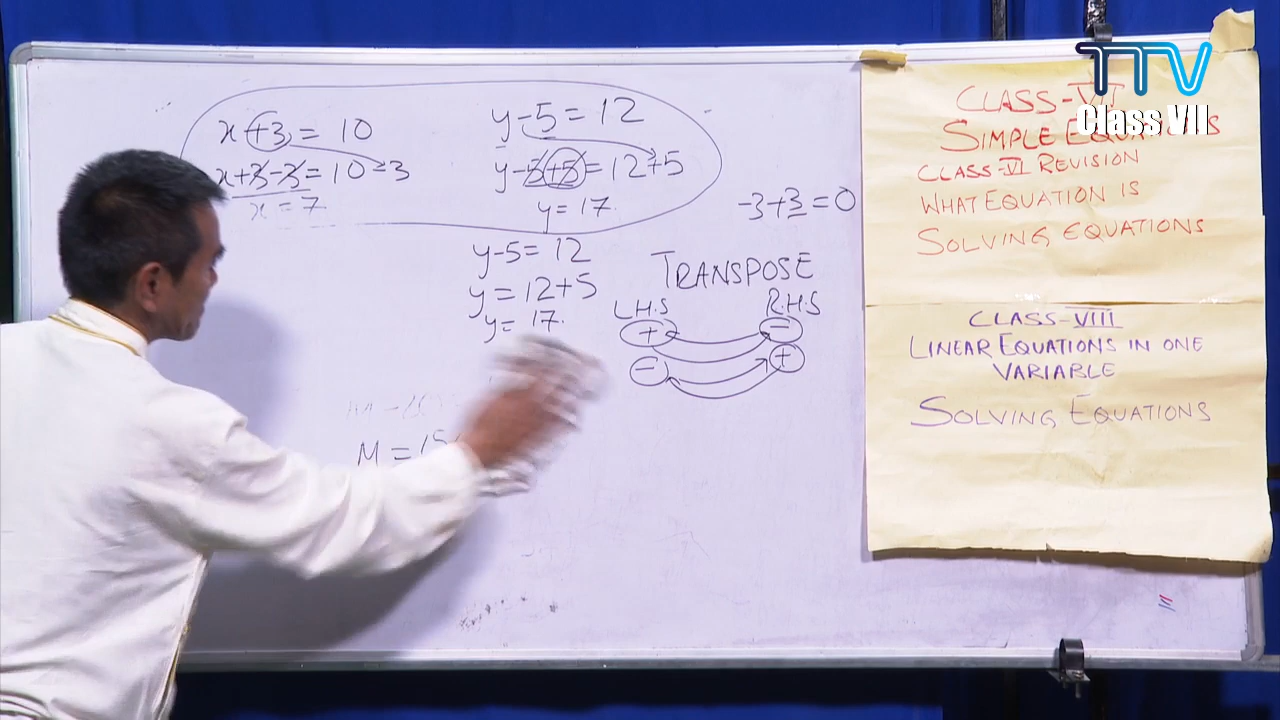 x+3 = 10
x+3-3 = 10-3
x = 7
y-5 = 12
y-5+5 = 12+5
y = 17
-3+3 = 0
y-5 = 12
y = 12+5
y = 17.
TRANSPOSE
L.H.S R.H.S
+ -
- +
M = 15
CLASS-VII
SIMPLE EQUATIONS
CLASS-VI REVISION
WHAT EQUATION IS
SOLVING EQUATIONS
CLASS-VIII
LINEAR EQUATIONS IN ONE
VARIABLE
SOLVING EQUATIONS
TTV
Class VII